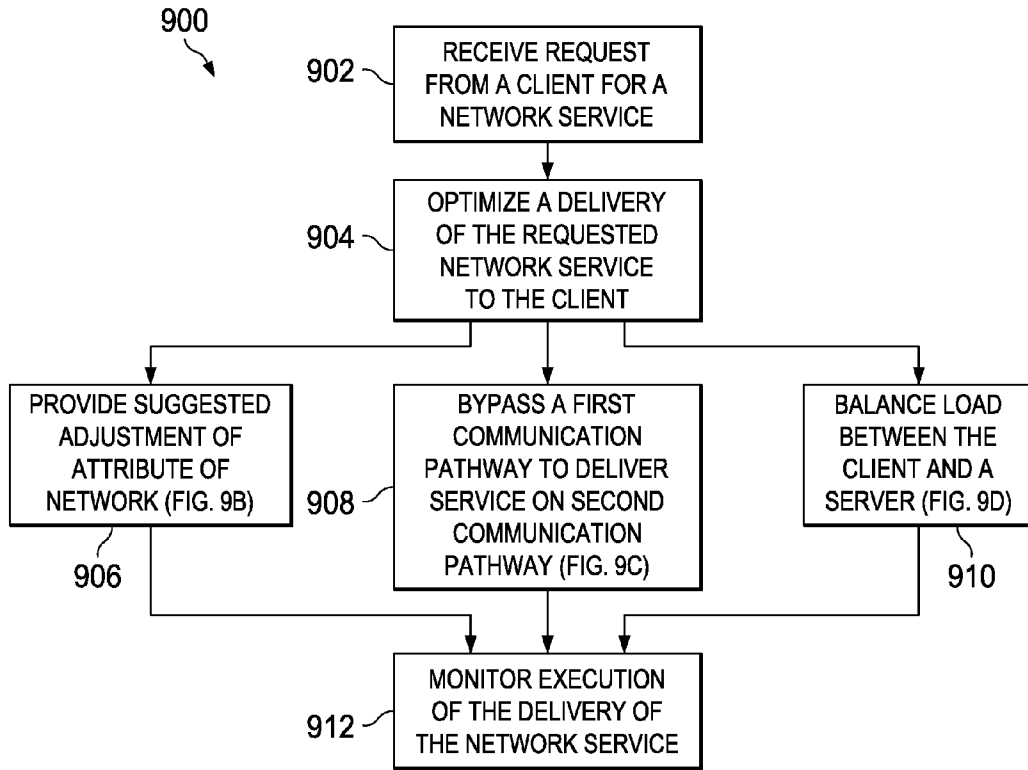 900
902
RECEIVE REQUEST
FROM A CLIENT FOR A
NETWORK SERVICE
904
OPTIMIZE A DELIVERY
OF THE REQUESTED
NETWORK SERVICE
TO THE CLIENT
PROVIDE SUGGESTED
ADJUSTMENT OF
ATTRIBUTE OF
NETWORK (FIG. 9B)
906
908
BYPASS A FIRST
COMMUNICATION
PATHWAY TO DELIVER
SERVICE ON SECOND
COMMUNICATION
PATHWAY (FIG. 9C)
BALANCE LOAD
BETWEEN THE
CLIENT AND A
SERVER (FIG. 9D)
910
912
MONITOR EXECUTION
OF THE DELIVERY OF
THE NETWORK SERVICE